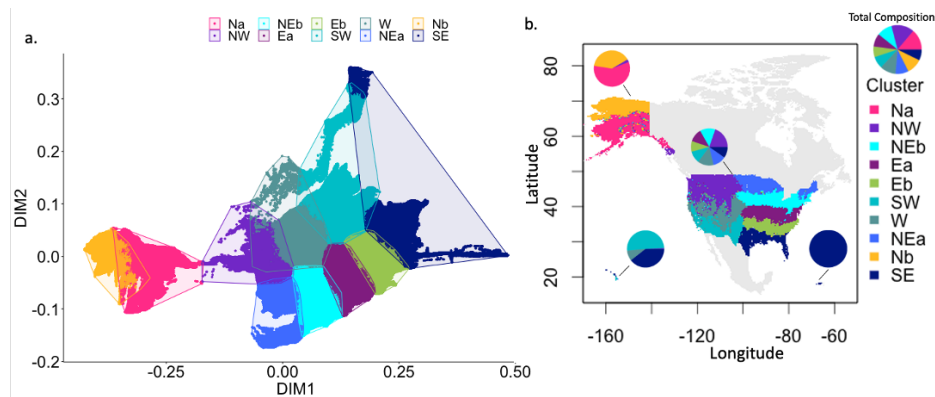 a.
Na NEb Eb W Nb
NW Ea SW NEa SE
DIM2
0.3
0.2
0.1
0.0
-0.1
-0.2
-0.25 0.00 0.25 0.50
DIM1
b.
Total Composition
Cluster
Na
NW
NEb
Ea
Eb
SW
W
NEa
Nb
SE
Latitude
80
60
40
20
-160 -120 -80 -60
Longitude